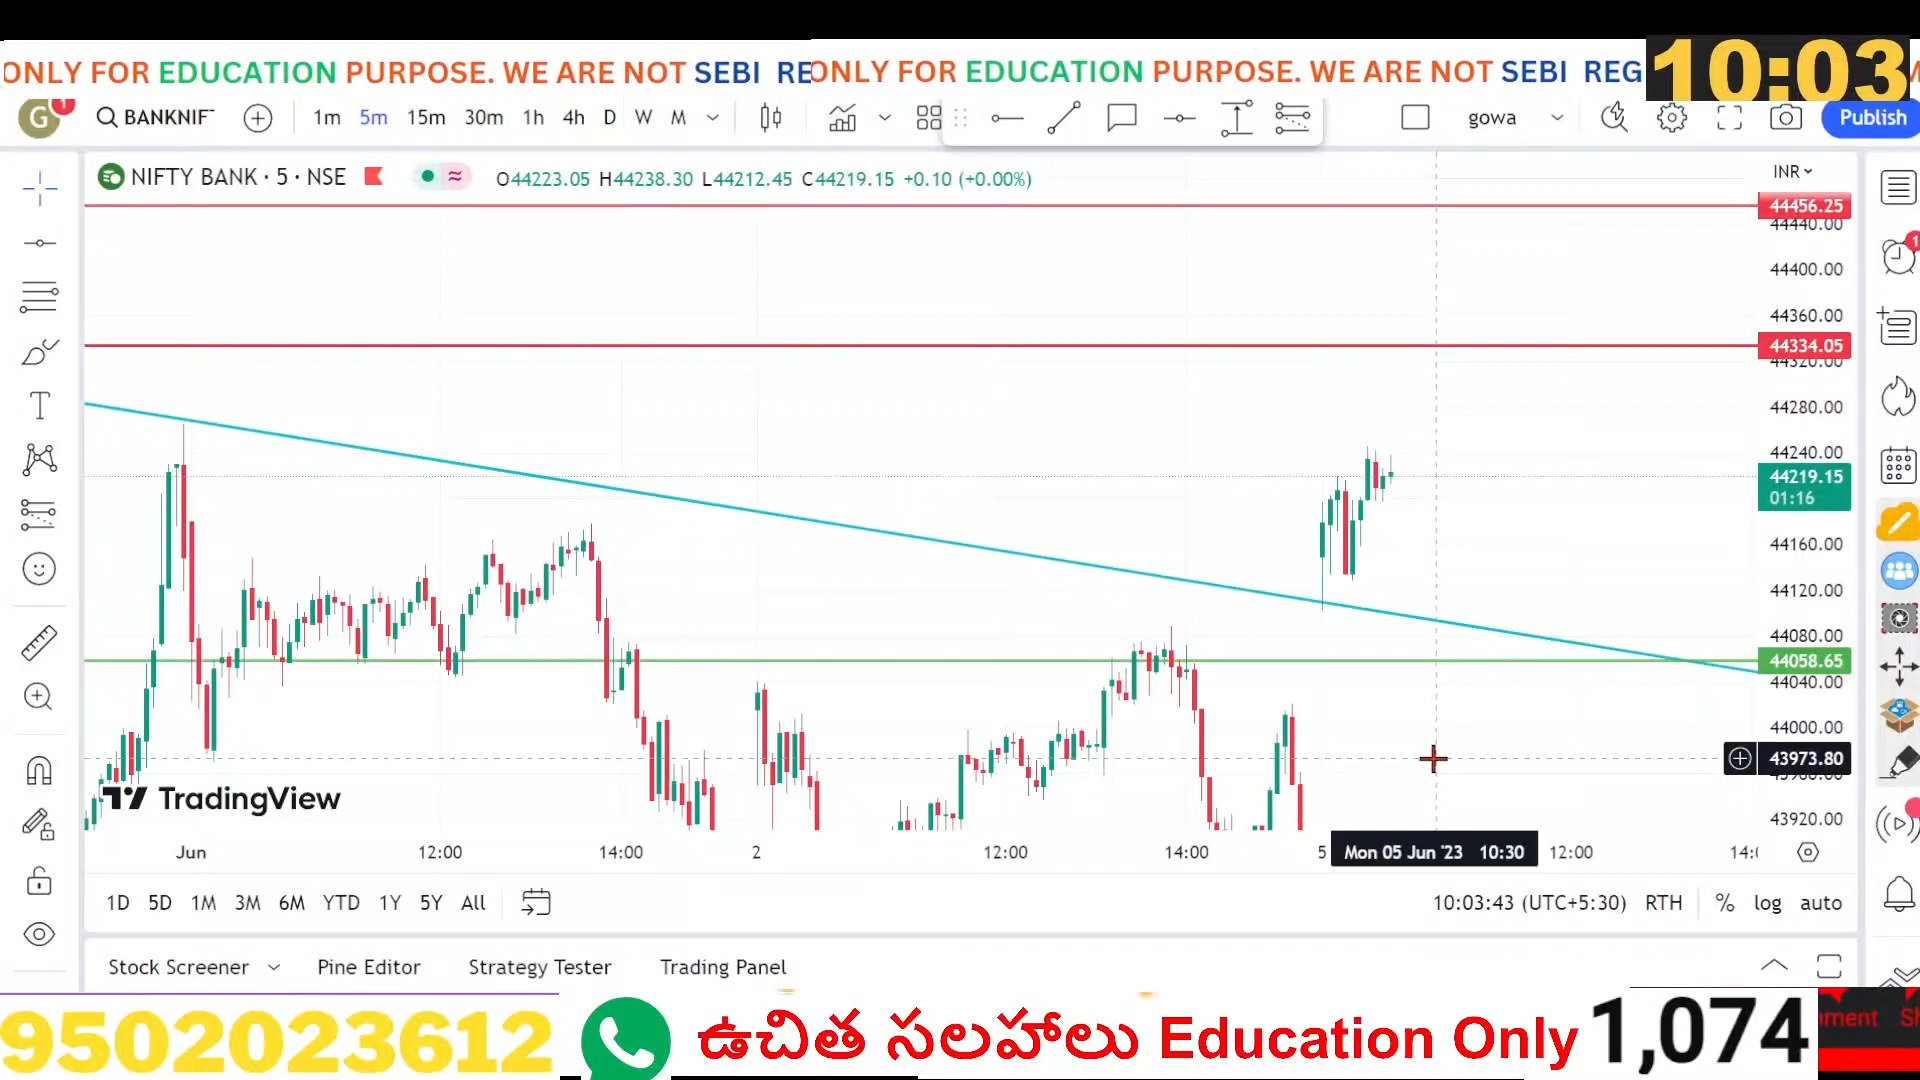 ONLY FOR EDUCATION PURPOSE. WE ARE NOT SEBI RE
ONLY FOR EDUCATION PURPOSE. WE ARE NOT SEBI REG
10:03
G 1
BANKNIF
1m 5m 15m 30m 1h 4h D W M
gowa
Publish
NIFTY BANK · 5 · NSE
O44223.05 H44238.30 L44212.45 C44219.15 +0.10 (+0.00%)
INR
44456.25
44440.00
44400.00
44360.00
44334.05
44320.00
44280.00
44240.00
44219.15
01:16
44160.00
44120.00
44080.00
44058.65
44040.00
44000.00
43973.80
43920.00
TradingView
Jun 12:00 14:00 2 12:00 14:00 5 Mon 05 Jun '23 10:30 12:00
1D 5D 1M 3M 6M YTD 1Y 5Y All
10:03:43 (UTC+5:30) RTH % log auto
Stock Screener Pine Editor Strategy Tester Trading Panel
9502023612
ఉచిత సలహాలు Education Only
1,074